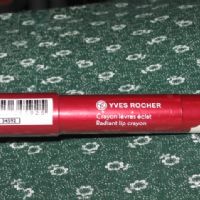 YVES ROCHER
Crayon lèvres éclat
Radiant lip crayon